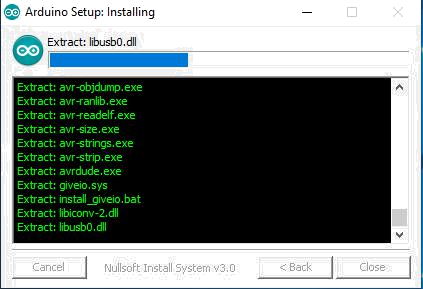 Arduino Setup: Installing
Extract: libusb0.dll
Extract: avr-objdump.exe
Extract: avr-ranlib.exe
Extract: avr-readelf.exe
Extract: avr-size.exe
Extract: avr-strings.exe
Extract: avr-strip.exe
Extract: avrdude.exe
Extract: giveio.sys
Extract: install_giveio.bat
Extract: libiconv-2.dll
Extract: libusb0.dll
Cancel Nullsoft Install System v3.0 < Back Close